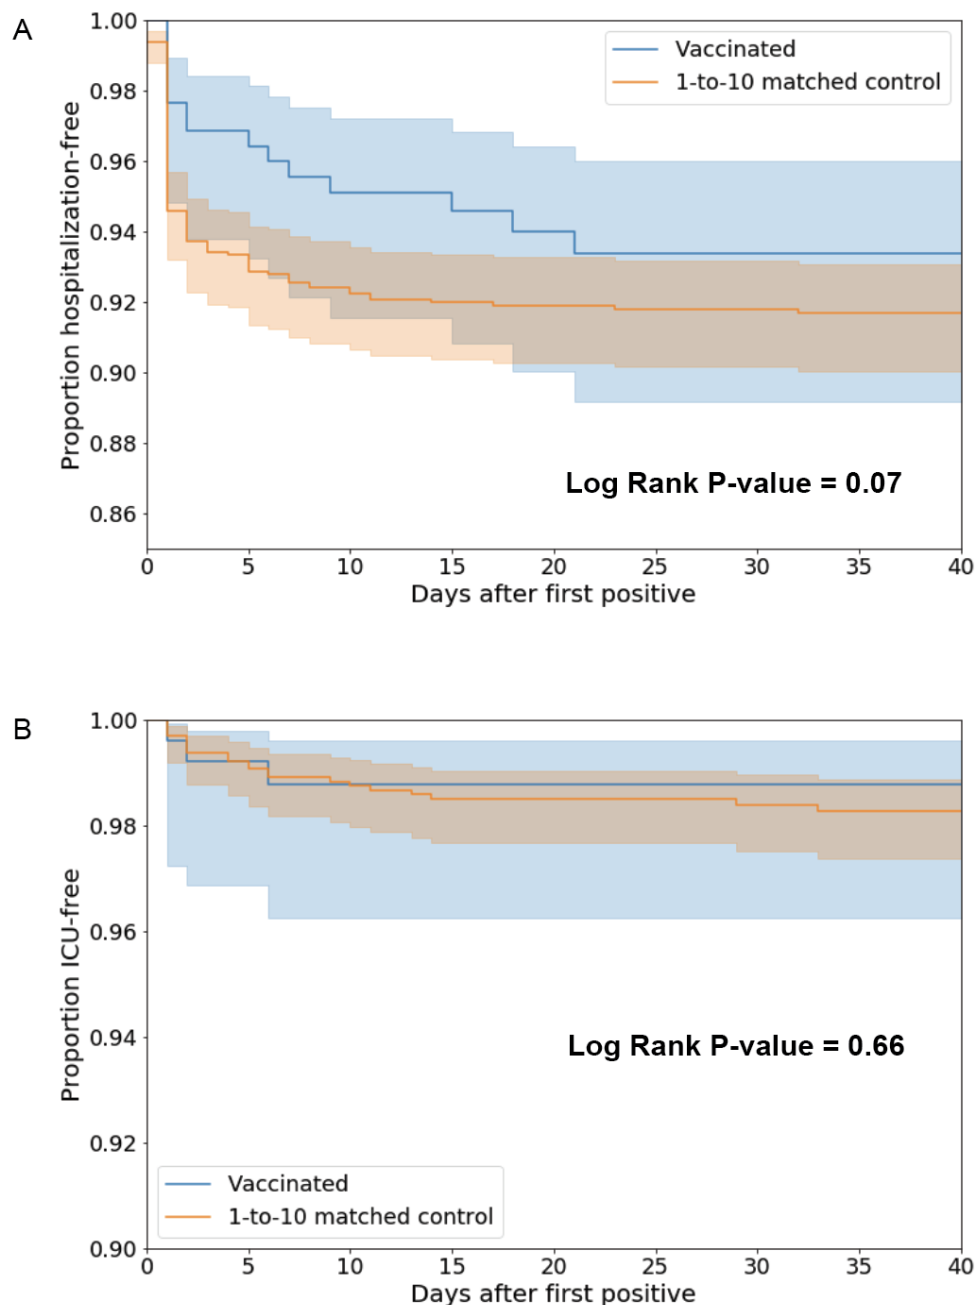 A
1.00
0.98
0.96
0.94
0.92
0.90
0.88
0.86
Proportion hospitalization-free
Vaccinated
1-to-10 matched control
Log Rank P-value = 0.07
0 5 10 15 20 25 30 35 40
Days after first positive
B
1.00
0.98
0.96
0.94
0.92
0.90
Proportion ICU-free
Log Rank P-value = 0.66
Vaccinated
1-to-10 matched control
0 5 10 15 20 25 30 35 40
Days after first positive